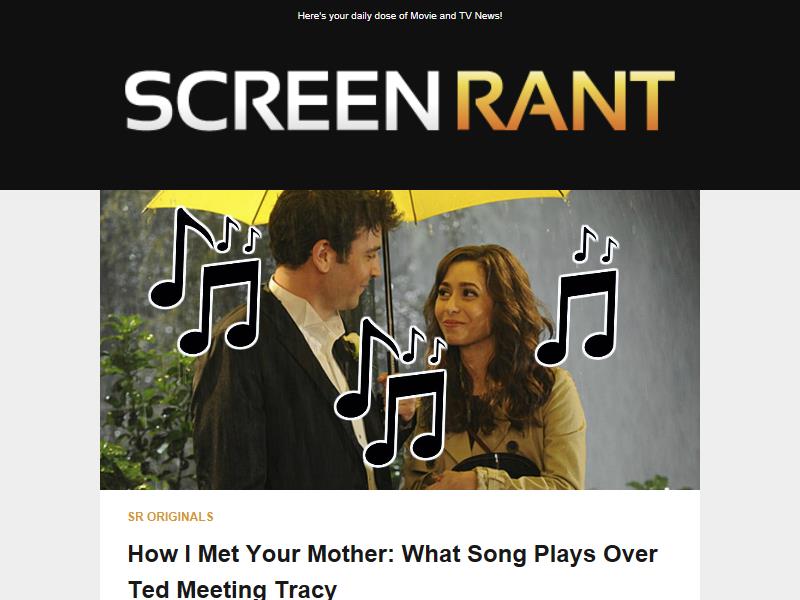 Here's your daily dose of Movie and TV News!
SCREEN RANT
SR ORIGINALS
How I Met Your Mother: What Song Plays Over
Ted Meeting Tracy